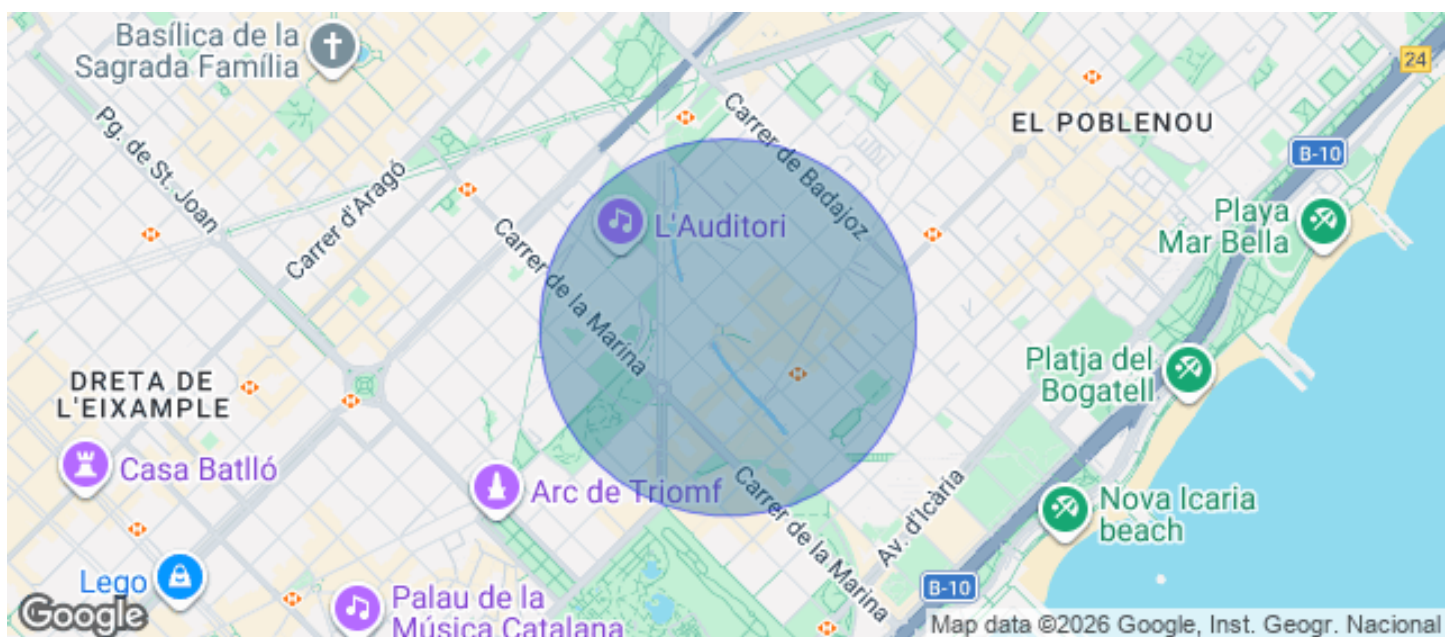 Basílica de la
Sagrada Família
24
Carrer de Badajoz
EL POBLENOU
B-10
Pg. de St. Joan
Carrer d'Aragó
L'Auditori
Playa
Mar Bella
Carrer de la Marina
Platja del
Bogatell
DRETA DE
L'EIXAMPLE
Casa Batlló
Arc de Triomf
Carrer de la Marina
Av. d'Icària
Nova Icaria
beach
Lego
B-10
Palau de la
Música Catalana
Google
Map data ©2026 Google, Inst. Geogr. Nacional